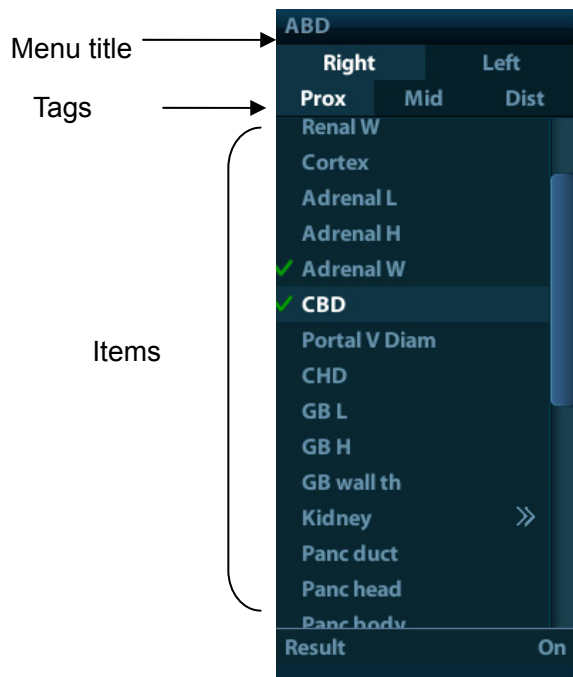 ABD
Menu title
Right Left
Tags
Prox Mid Dist
Renal W
Cortex
Adrenal L
Adrenal H
Adrenal W
CBD
Portal V Diam
Items
CHD
GB L
GB H
GB wall th
Kidney »
Panc duct
Panc head
Panc body
Result On